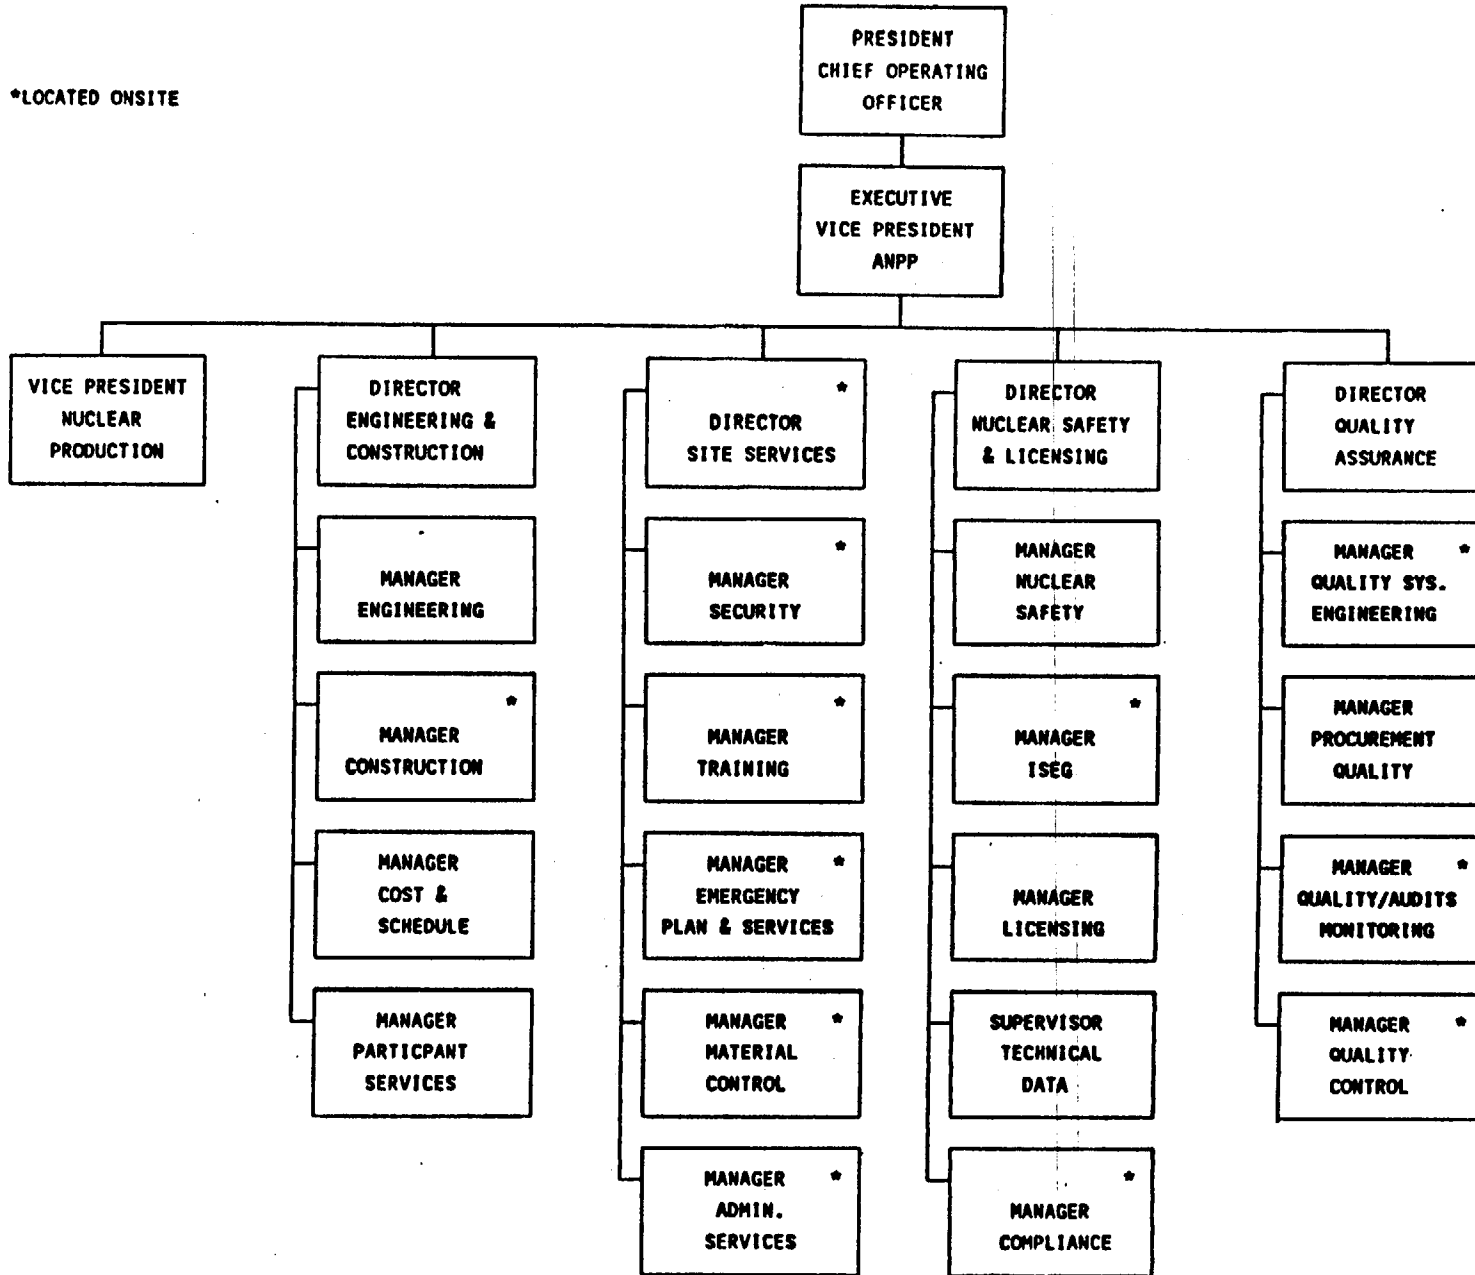 PRESIDENT
CHIEF OPERATING
OFFICER
*LOCATED ONSITE
EXECUTIVE
VICE PRESIDENT
ANPP
VICE PRESIDENT
NUCLEAR
PRODUCTION
DIRECTOR
ENGINEERING &
CONSTRUCTION
MANAGER
ENGINEERING
*
MANAGER
CONSTRUCTION
MANAGER
COST &
SCHEDULE
MANAGER
PARTICPANT
SERVICES
*
DIRECTOR
SITE SERVICES
*
MANAGER
SECURITY
*
MANAGER
TRAINING
MANAGER *
EMERGENCY
PLAN & SERVICES
MANAGER *
MATERIAL
CONTROL
MANAGER *
ADMIN.
SERVICES
DIRECTOR
NUCLEAR SAFETY
& LICENSING
MANAGER
NUCLEAR
SAFETY
*
MANAGER
ISEG
MANAGER
LICENSING
SUPERVISOR
TECHNICAL
DATA
*
MANAGER
COMPLIANCE
DIRECTOR
QUALITY
ASSURANCE
MANAGER *
QUALITY SYS.
ENGINEERING
MANAGER
PROCUREMENT
QUALITY
MANAGER *
QUALITY/AUDITS
MONITORING
MANAGER *
QUALITY
CONTROL